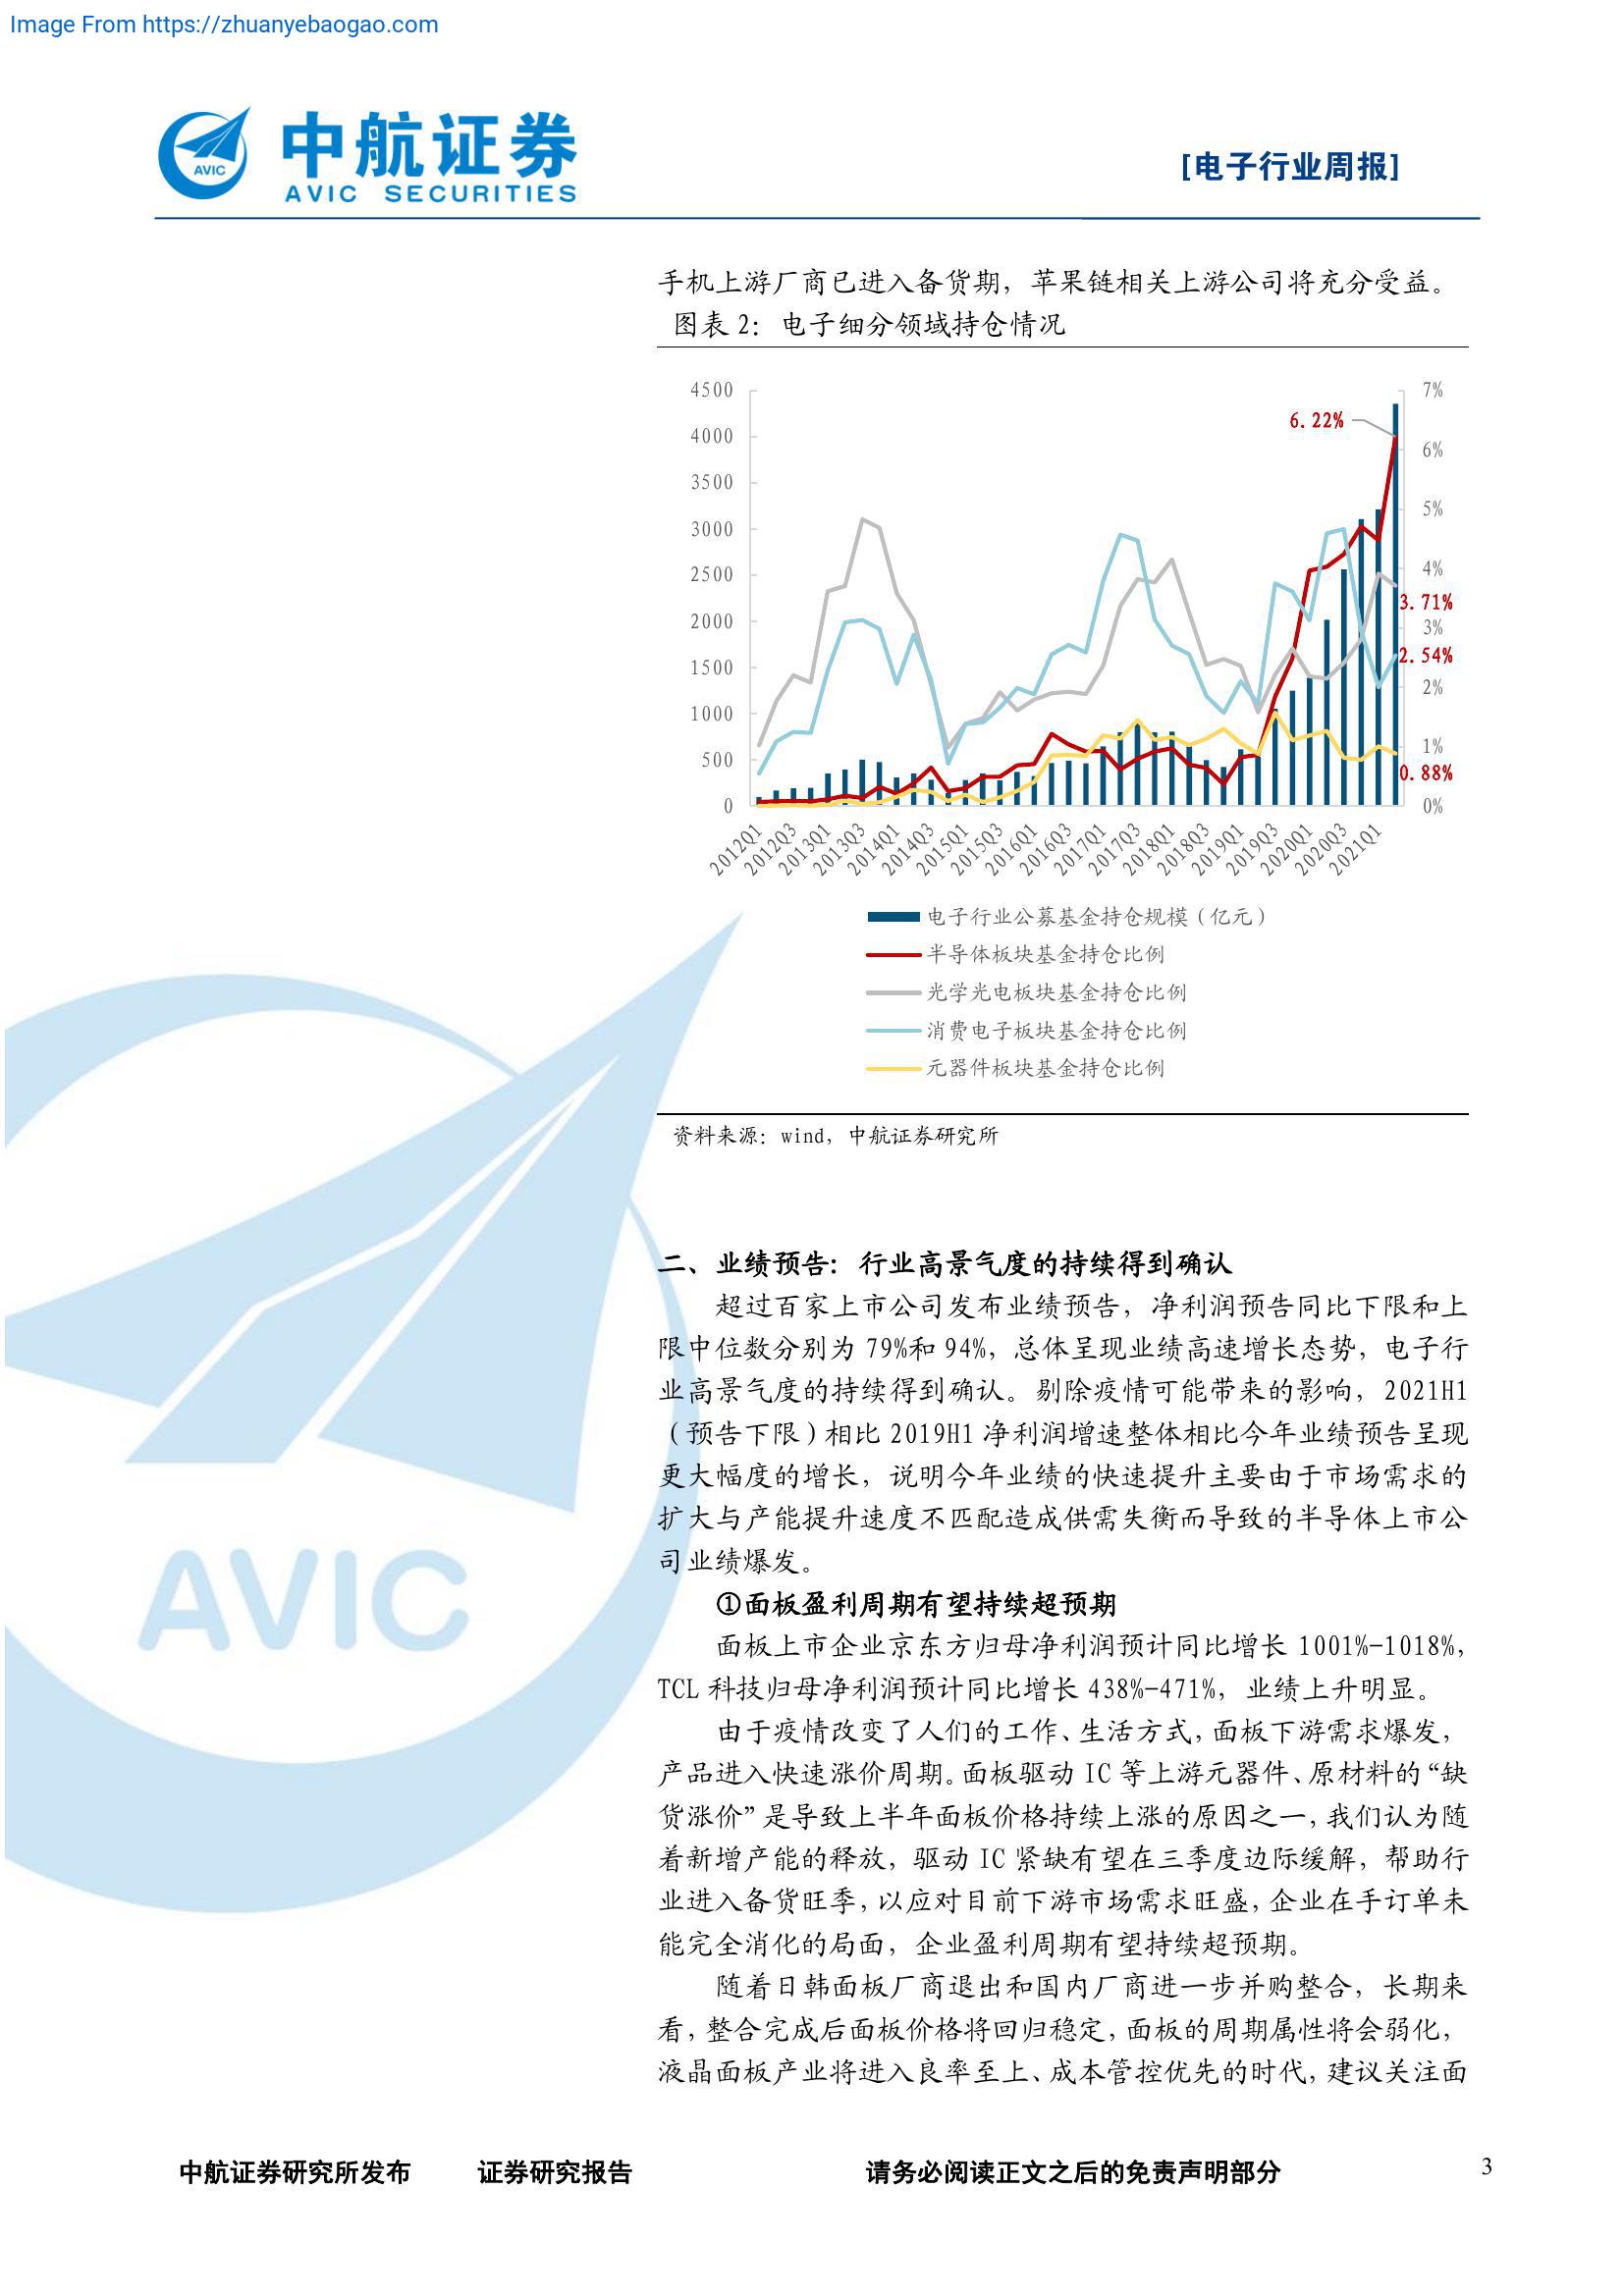 Image From https://zhuanyebaogao.com
AVIC
中航证券
AVIC SECURITIES
[电子行业周报]
手机上游厂商已进入备货期，苹果链相关上游公司将充分受益。
图表 2：电子细分领域持仓情况
4500
4000
3500
3000
2500
2000
1500
1000
500
0
7%
6%
5%
4%
3%
2%
1%
0%
6.22%
3.71%
2.54%
0.88%
2012Q1
2012Q3
2013Q1
2013Q3
2014Q1
2014Q3
2015Q1
2015Q3
2016Q1
2016Q3
2017Q1
2017Q3
2018Q1
2018Q3
2019Q1
2019Q3
2020Q1
2020Q3
2021Q1
电子行业公募基金持仓规模（亿元）
半导体板块基金持仓比例
光学光电板块基金持仓比例
消费电子板块基金持仓比例
元器件板块基金持仓比例
资料来源：wind，中航证券研究所
二、业绩预告：行业高景气度的持续得到确认
超过百家上市公司发布业绩预告，净利润预告同比下限和上
限中位数分别为 79%和 94%，总体呈现业绩高速增长态势，电子行
业高景气度的持续得到确认。剔除疫情可能带来的影响，2021H1
（预告下限）相比 2019H1 净利润增速整体相比今年业绩预告呈现
更大幅度的增长，说明今年业绩的快速提升主要由于市场需求的
扩大与产能提升速度不匹配造成供需失衡而导致的半导体上市公
司业绩爆发。
①面板盈利周期有望持续超预期
面板上市企业京东方归母净利润预计同比增长 1001%-1018%，
TCL 科技归母净利润预计同比增长 438%-471%，业绩上升明显。
由于疫情改变了人们的工作、生活方式，面板下游需求爆发，
产品进入快速涨价周期。面板驱动 IC 等上游元器件、原材料的“缺
货涨价”是导致上半年面板价格持续上涨的原因之一，我们认为随
着新增产能的释放，驱动 IC 紧缺有望在三季度边际缓解，帮助行
业进入备货旺季，以应对目前下游市场需求旺盛，企业在手订单未
能完全消化的局面，企业盈利周期有望持续超预期。
随着日韩面板厂商退出和国内厂商进一步并购整合，长期来
看，整合完成后面板价格将回归稳定，面板的周期属性将会弱化，
液晶面板产业将进入良率至上、成本管控优先的时代，建议关注面
AVIC
中航证券研究所发布 证券研究报告 请务必阅读正文之后的免责声明部分 3